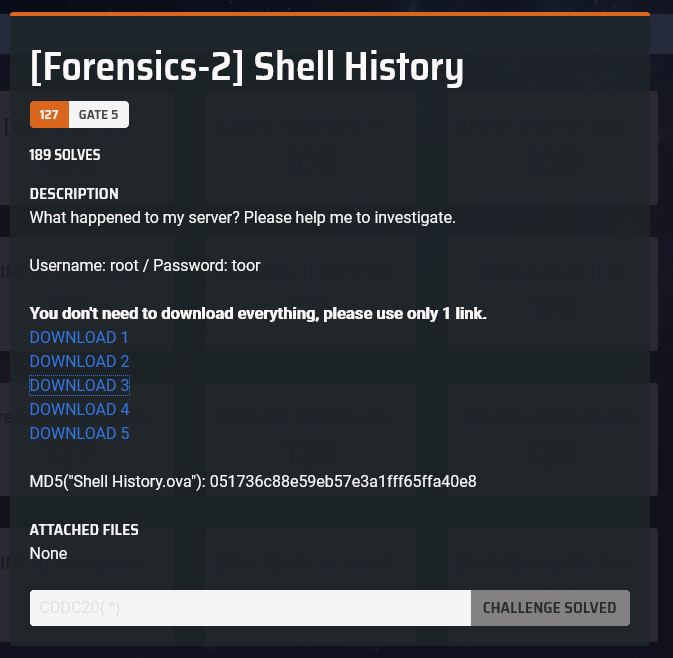 [Forensics-2] Shell History
127 GATE 5
189 SOLVES
DESCRIPTION
What happened to my server? Please help me to investigate.
Username: root / Password: toor
You don't need to download everything, please use only 1 link.
DOWNLOAD 1
DOWNLOAD 2
DOWNLOAD 3
DOWNLOAD 4
DOWNLOAD 5
MD5("Shell History.ova"): 051736c88e59eb57e3a1fff65ffa40e8
ATTACHED FILES
None
CDDC20{.*}
CHALLENGE SOLVED